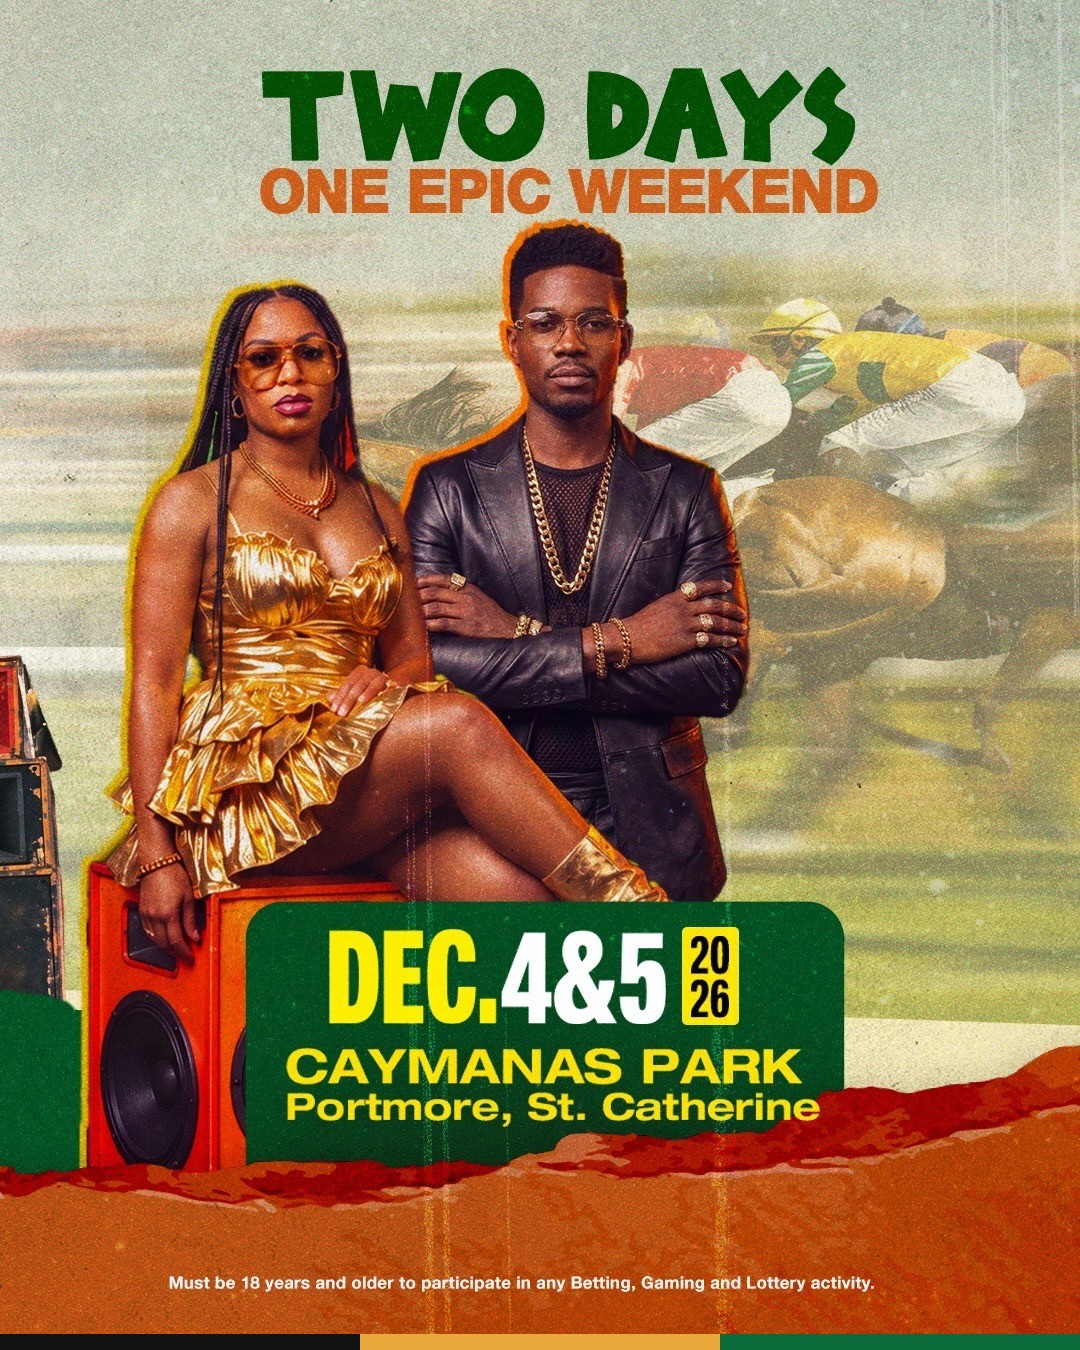 TWO DAYS
ONE EPIC WEEKEND
DEC. 4&5 20
26
CAYMANAS PARK
Portmore, St. Catherine
Must be 18 years and older to participate in any Betting, Gaming and Lottery activity.